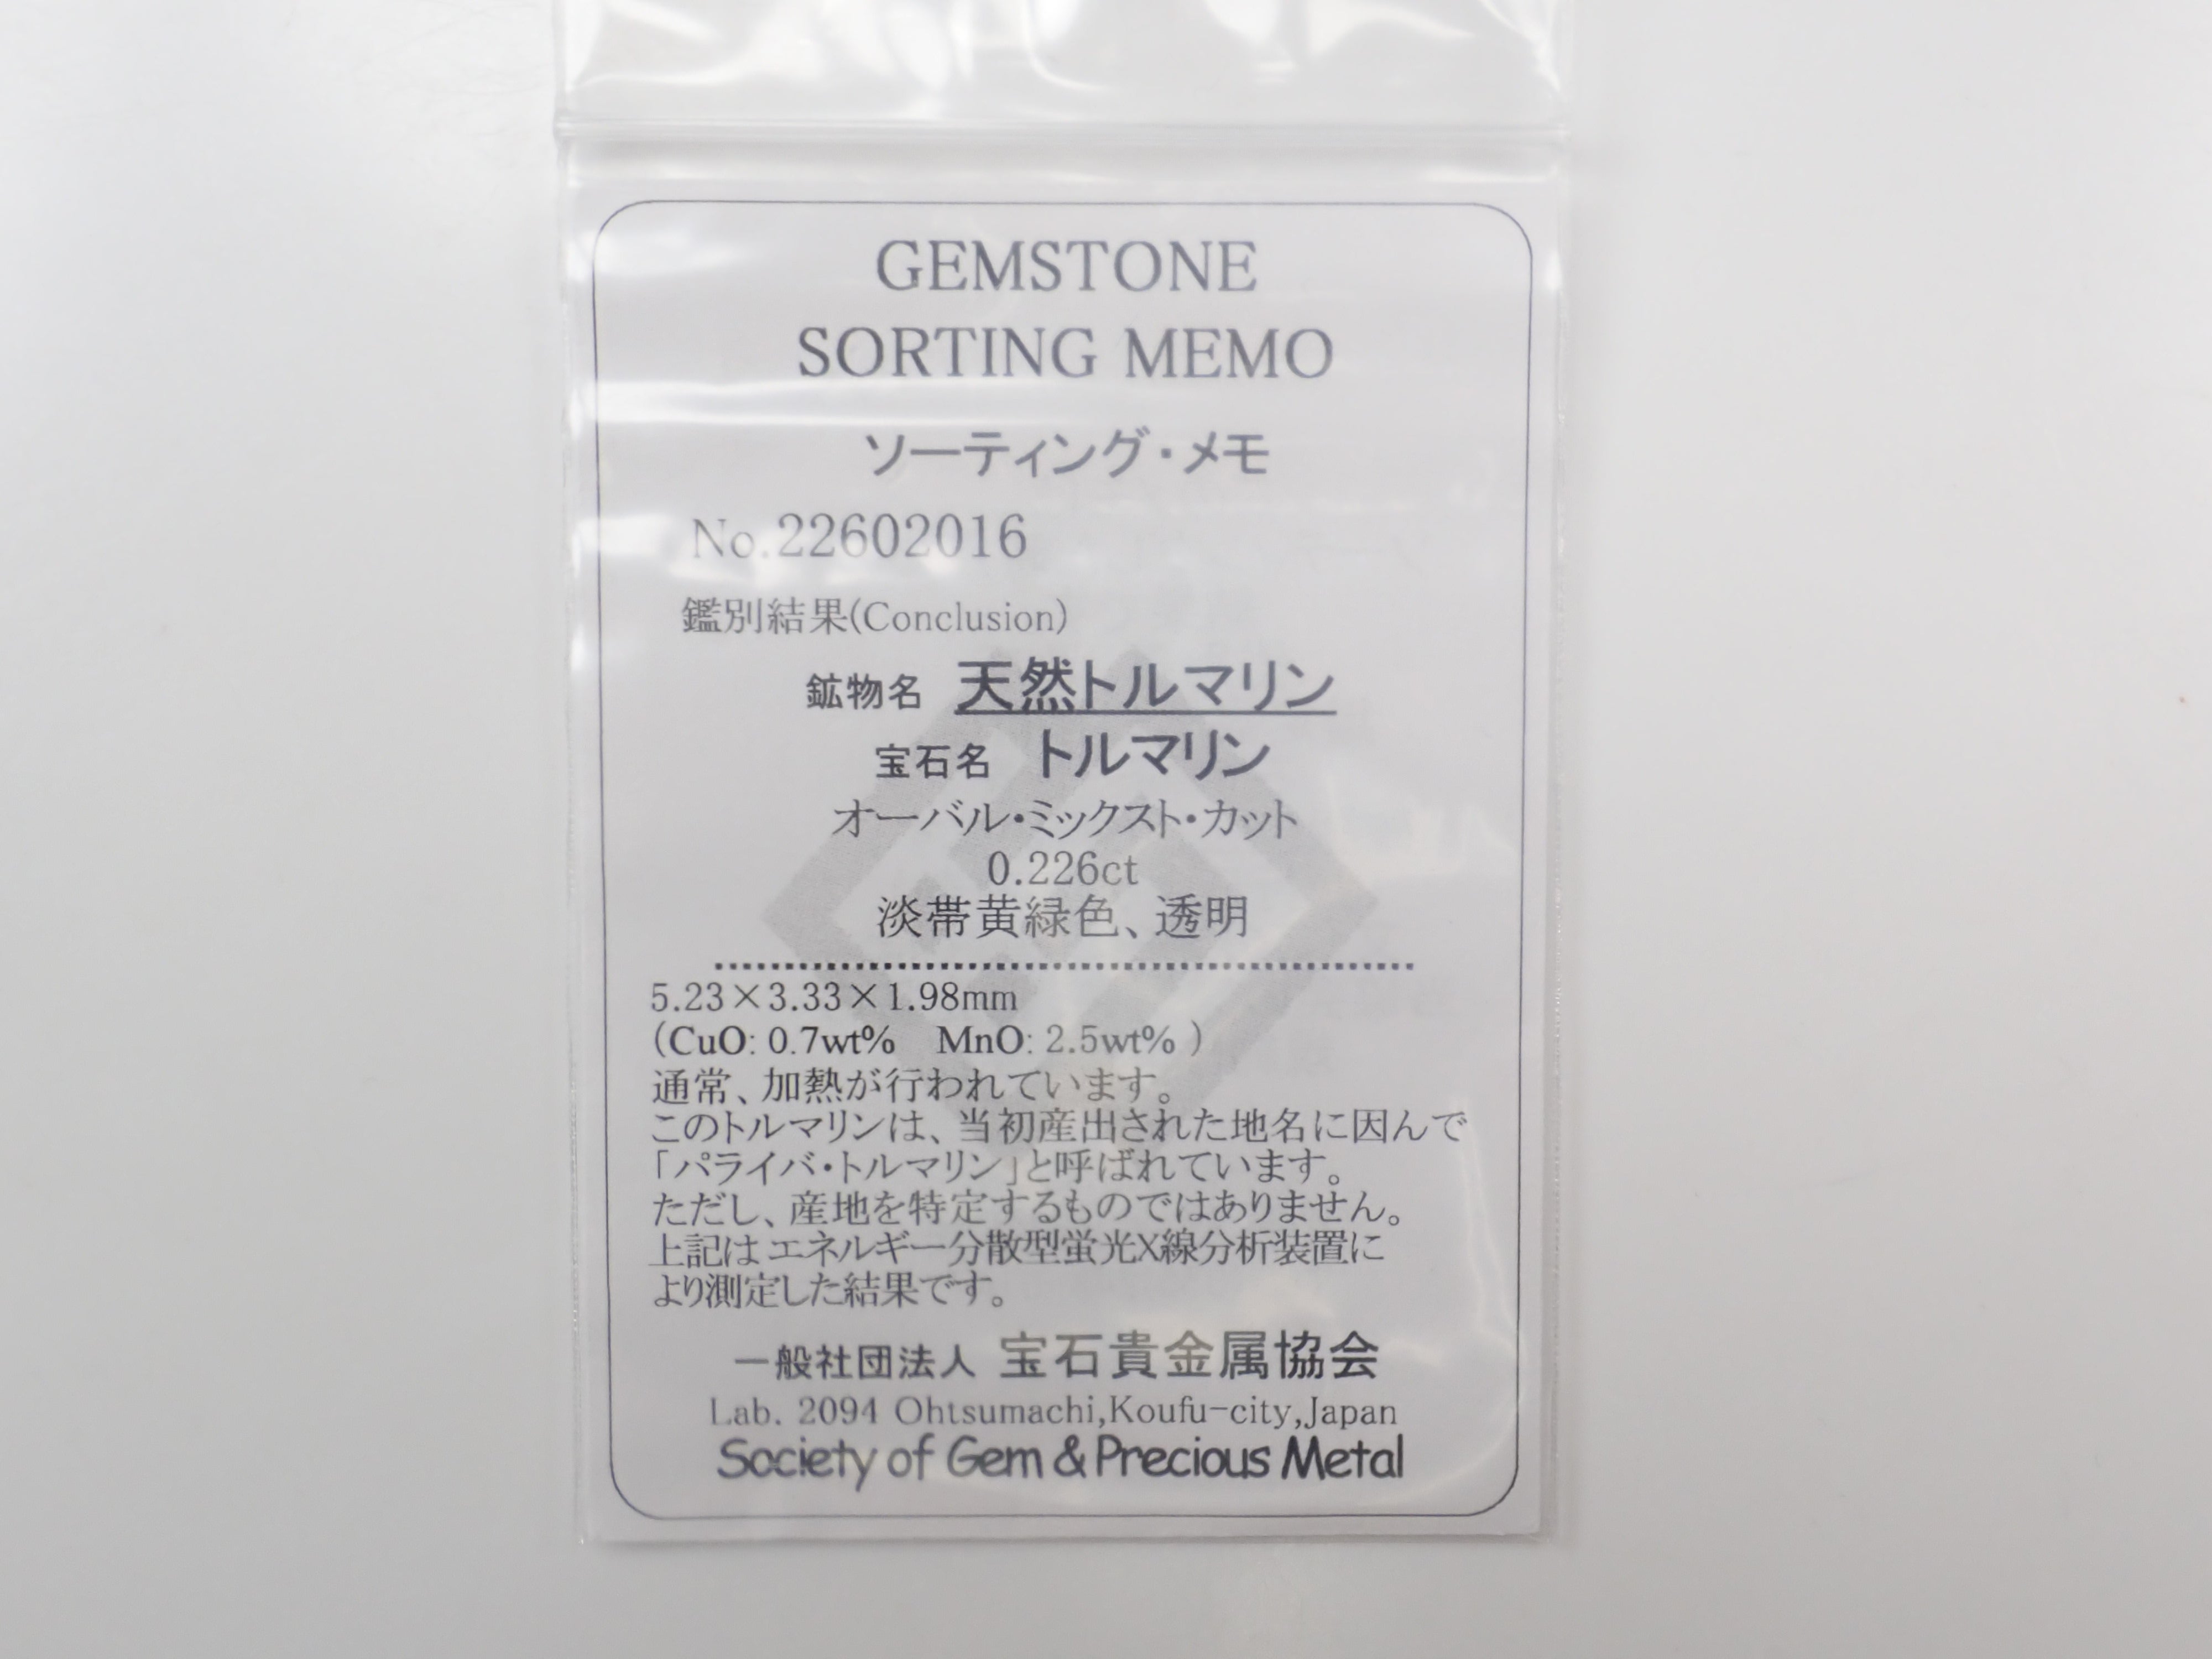 GEMSTONE
SORTING MEMO
ソーティング・メモ
No.22602016
鑑別結果(Conclusion)
鉱物名 天然トルマリン
宝石名 トルマリン
オーバル・ミックスト・カット
0.226ct
淡帯黄緑色、透明
5.23×3.33×1.98mm
(CuO: 0.7wt% MnO: 2.5wt% )
通常、加熱が行われています。
このトルマリンは、当初産出された地名に因んで
「パライバ・トルマリン」と呼ばれています。
ただし、産地を特定するものではありません。
上記は エネルギー分散型蛍光X線分析装置に
より測定した結果です。
一般社団法人 宝石貴金属協会
Lab. 2094 Ohtsumachi,Koufu-city,Japan
Society of Gem & Precious Metal